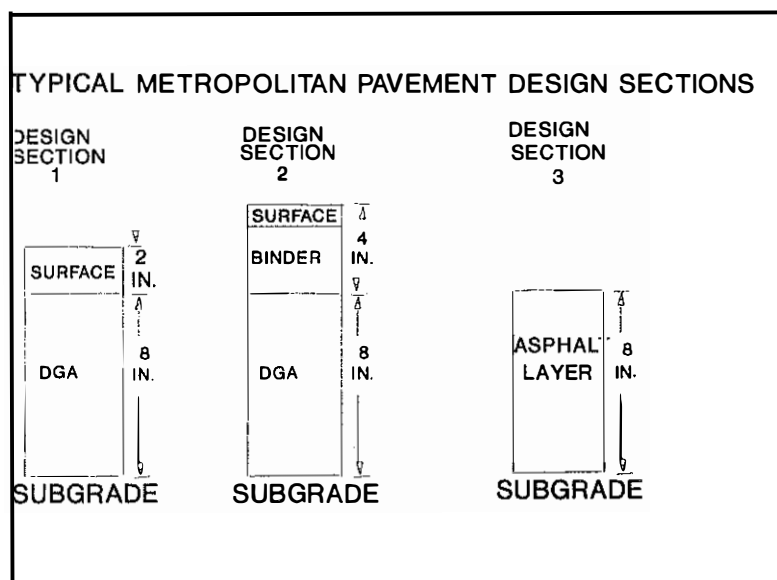 TYPICAL METROPOLITAN PAVEMENT DESIGN SECTIONS
DESIGN
SECTION
1
SURFACE
2
IN.
DGA
8
IN.
SUBGRADE
DESIGN
SECTION
2
SURFACE
BINDER
4
IN.
DGA
8
IN.
SUBGRADE
DESIGN
SECTION
3
ASPHALT
LAYER
8
IN.
SUBGRADE